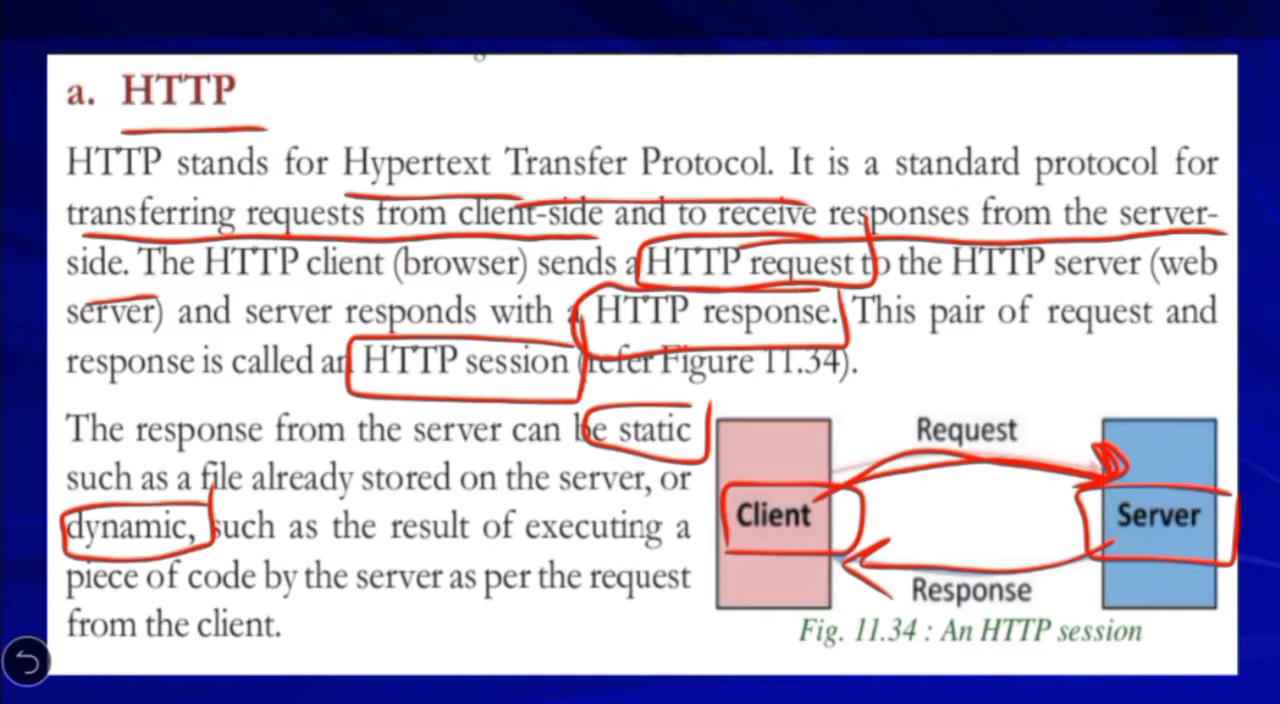 a. HTTP
HTTP stands for Hypertext Transfer Protocol. It is a standard protocol for
transferring requests from client-side and to receive responses from the server-
side. The HTTP client (browser) sends a HTTP request to the HTTP server (web
server) and server responds with a HTTP response. This pair of request and
response is called an HTTP session (refer Figure 11.34).
The response from the server can be static
such as a file already stored on the server, or
dynamic, such as the result of executing a
piece of code by the server as per the request
from the client.
Request
Client
Server
Response
Fig. 11.34 : An HTTP session